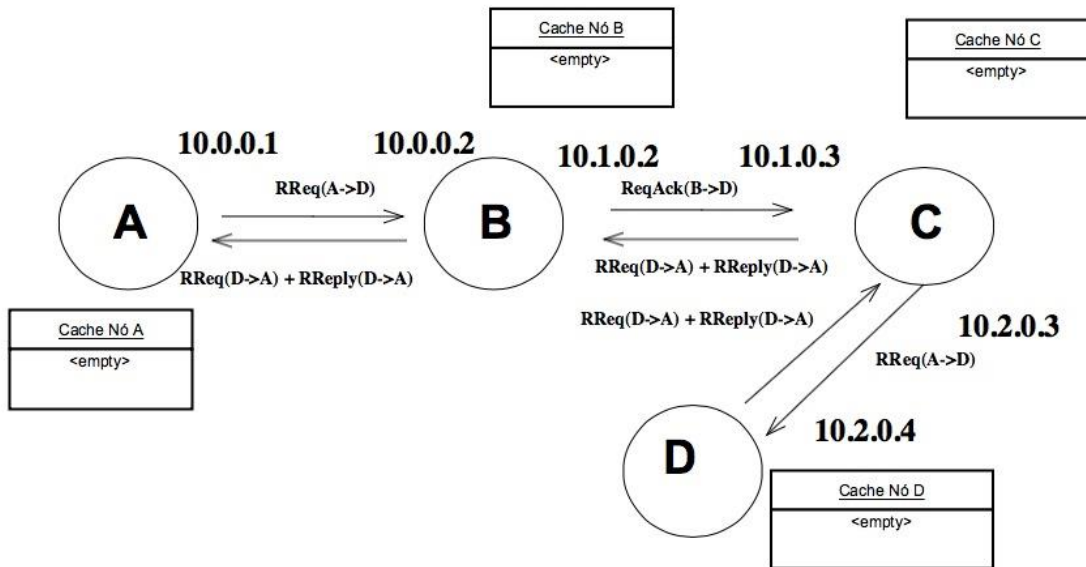 Cache Nó B
<empty>
Cache Nó C
<empty>
10.0.0.1
10.0.0.2
10.1.0.2
10.1.0.3
RReq(A->D)
ReqAck(B->D)
A
B
C
RReq(D->A) + RReply(D->A)
RReq(D->A) + RReply(D->A)
Cache Nó A
<empty>
RReq(D->A) + RReply(D->A)
10.2.0.3
RReq(A->D)
D
10.2.0.4
Cache Nó D
<empty>